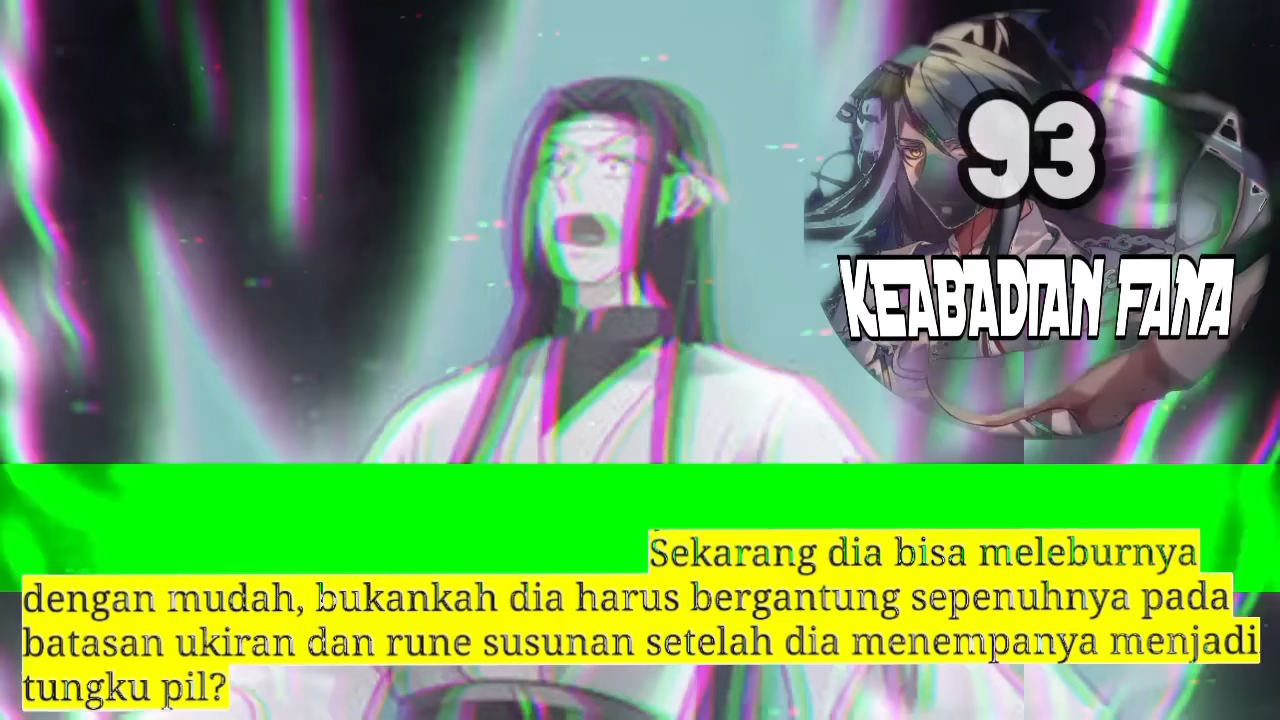 93
KEABADIAN FANA
Sekarang dia bisa meleburnya
dengan mudah, bukankah dia harus bergantung sepenuhnya pada
batasan ukiran dan rune susunan setelah dia menempanya menjadi
tungku pil?